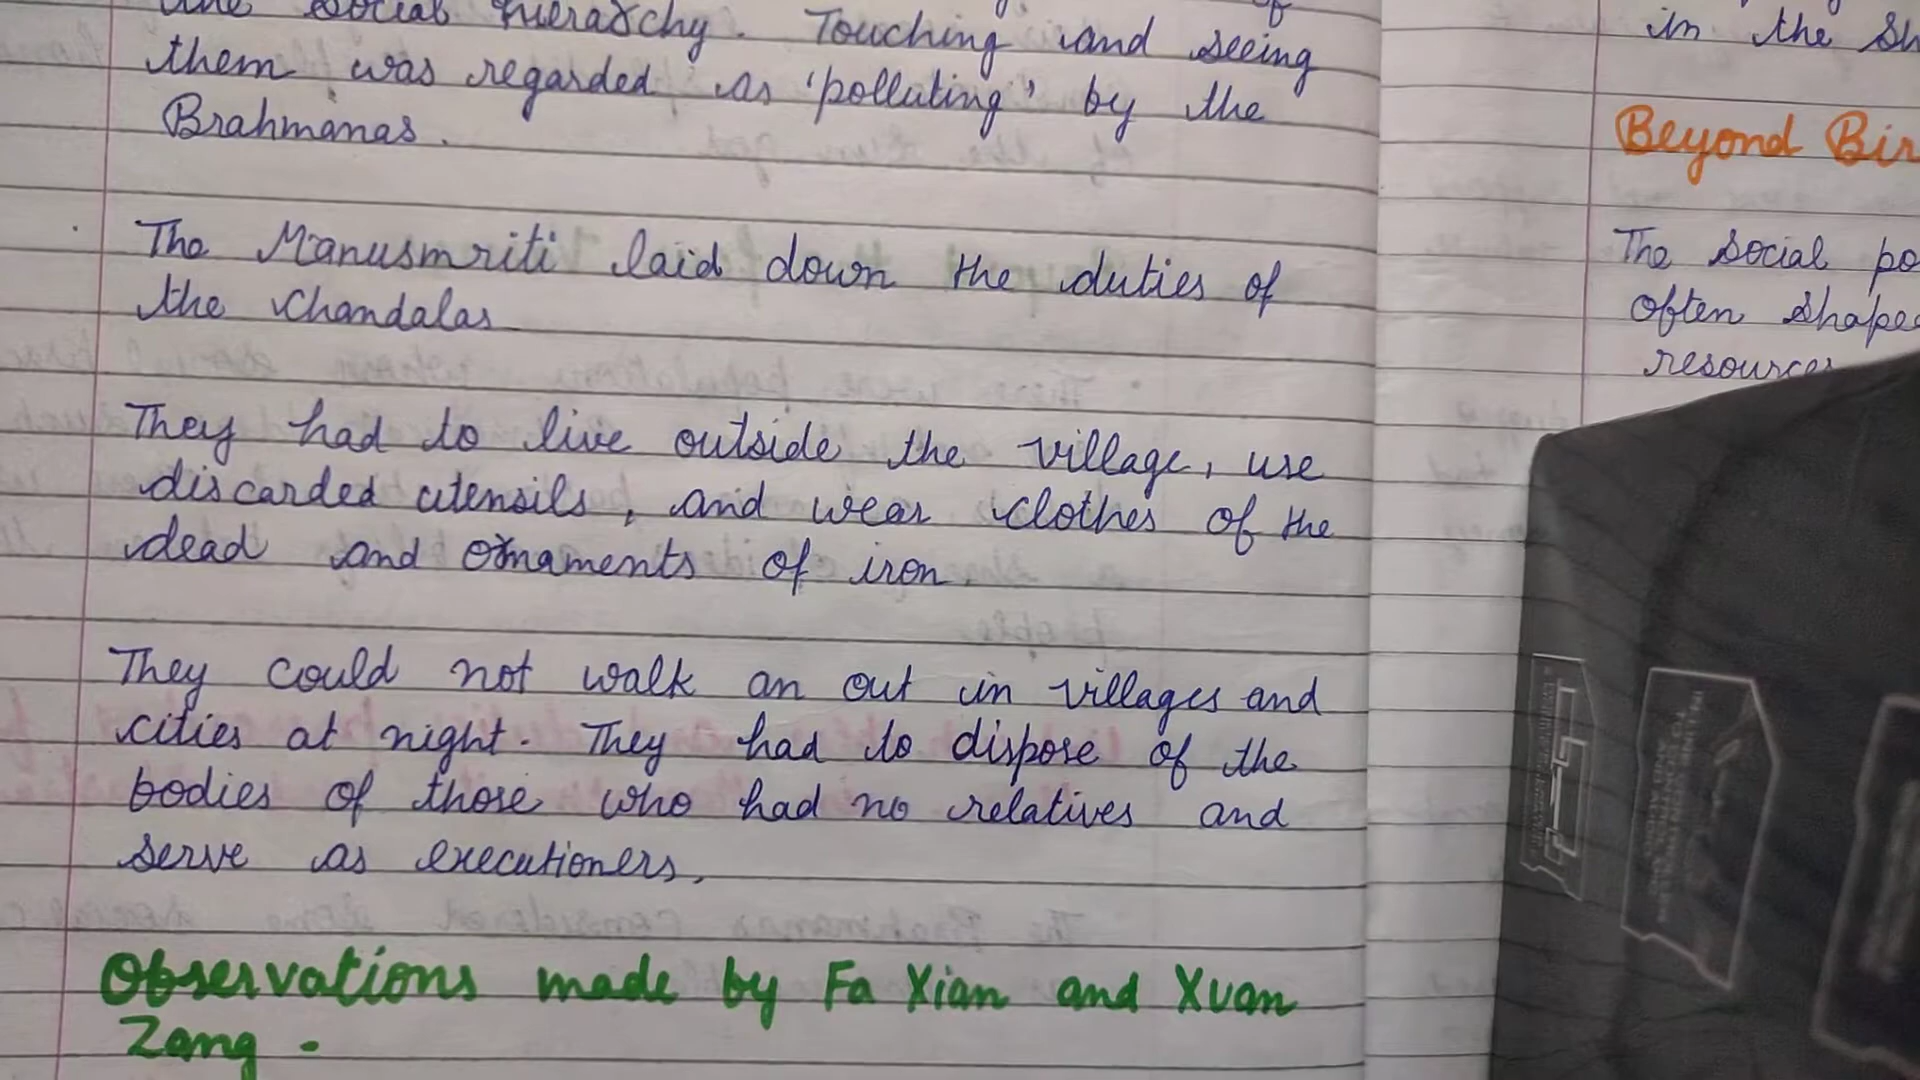 the social hierarchy. Touching and seeing
them was regarded as 'polluting' by the
Brahmanas.
The Manusmriti laid down the duties of
the Chandalas
They had to live outside the village, use
discarded utensils, and wear clothes of the
dead and ornaments of iron.
They could not walk an out in villages and
cities at night. They had to dispose of the
bodies of those who had no relatives and
serve as executioners.
Observations made by Fa Xian and Xuan
Zang -
in the
Beyond
The social
often
resources